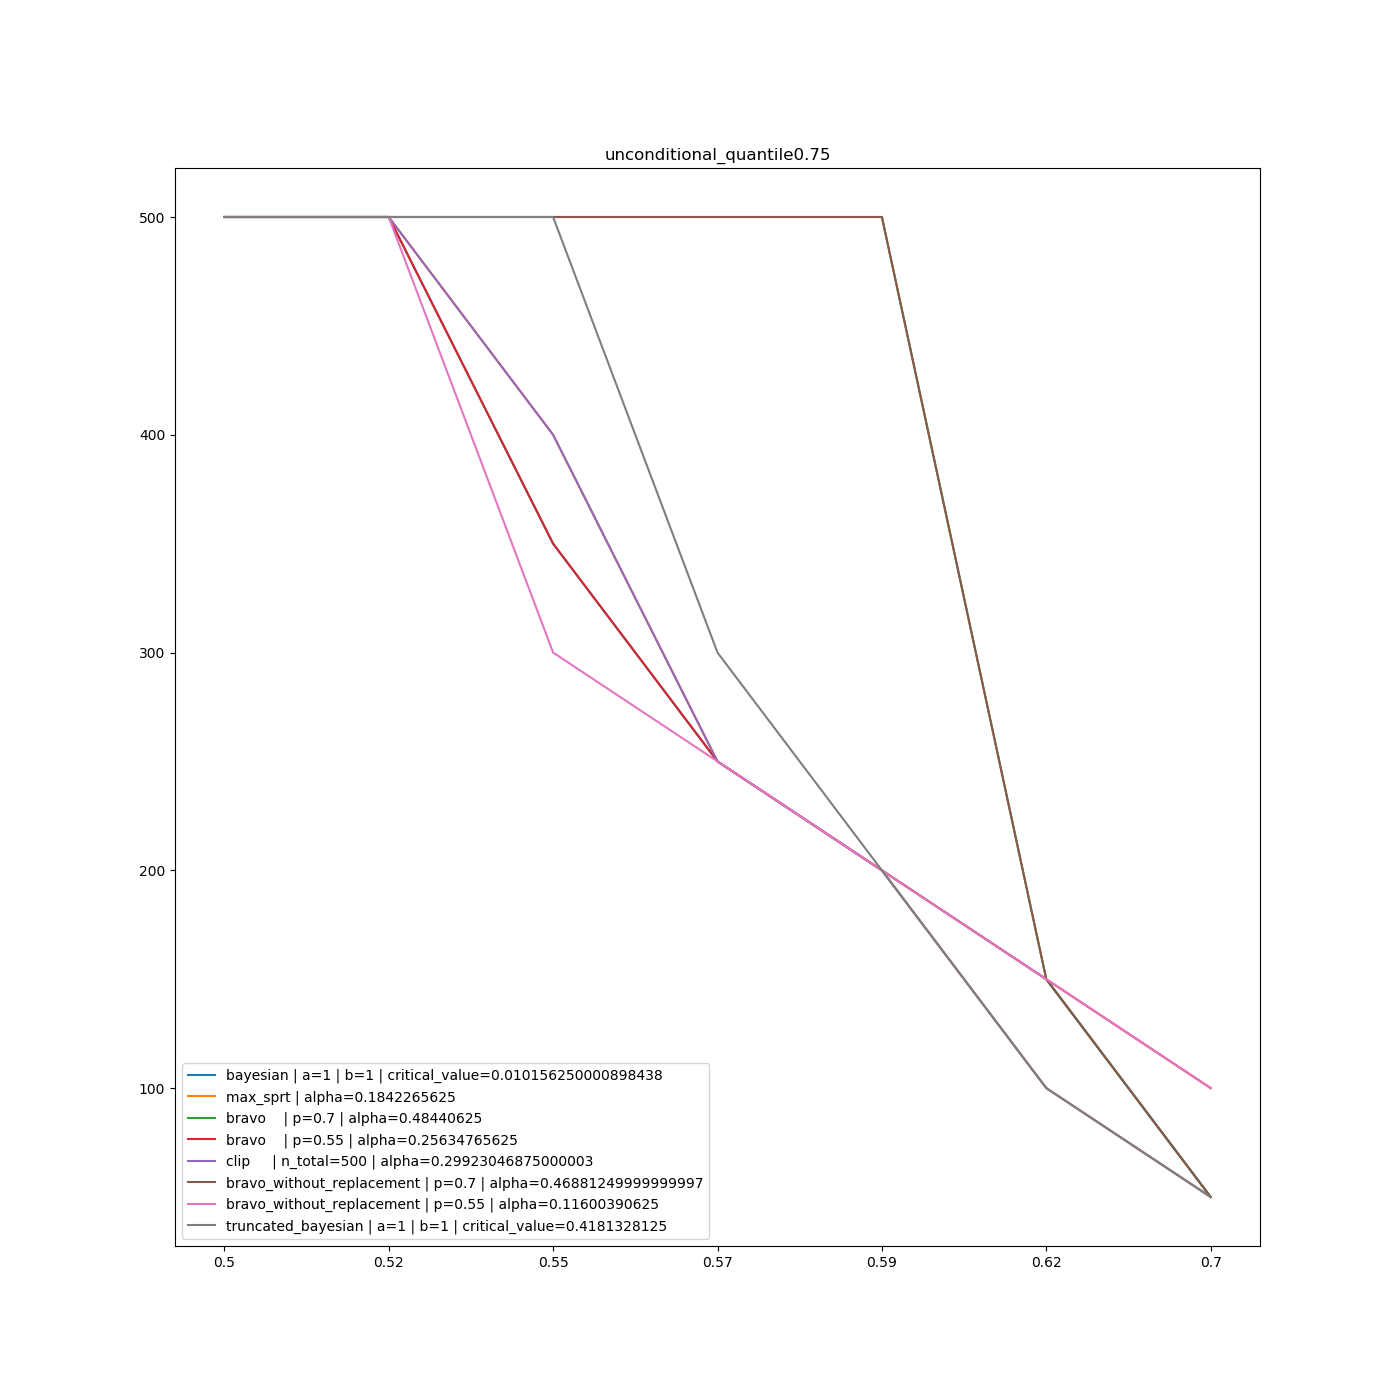 unconditional_quantile0.75
500
400
300
200
100
bayesian | a=1 | b=1 | critical_value=0.010156250000898438
max_sprt | alpha=0.1842265625
bravo    | p=0.7 | alpha=0.48440625
bravo    | p=0.55 | alpha=0.25634765625
clip     | n_total=500 | alpha=0.29923046875000003
bravo_without_replacement | p=0.7 | alpha=0.46881249999999997
bravo_without_replacement | p=0.55 | alpha=0.11600390625
truncated_bayesian | a=1 | b=1 | critical_value=0.4181328125
0.5 0.52 0.55 0.57 0.59 0.62 0.7